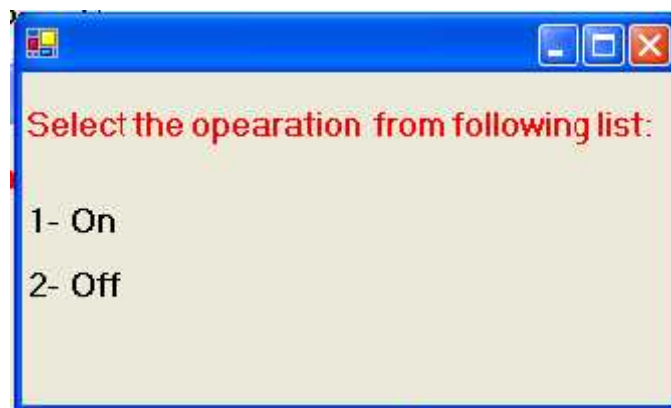 Select the opearation from following list:
1- On
2- Off